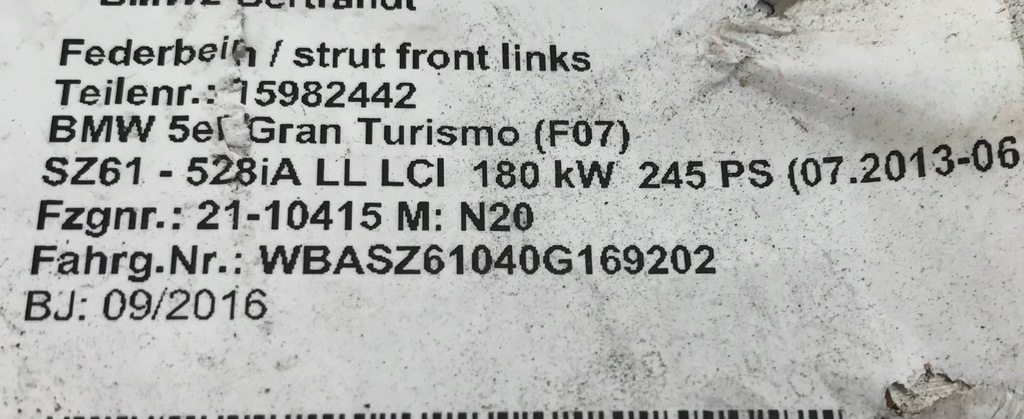 Federbein / strut front links
Teilenr.: 15982442
BMW 5er Gran Turismo (F07)
SZ61 - 528iA LL LCI 180 kW 245 PS (07.2013-06
Fzgnr.: 21-10415 M: N20
Fahrg.Nr.: WBASZ61040G169202
BJ: 09/2016